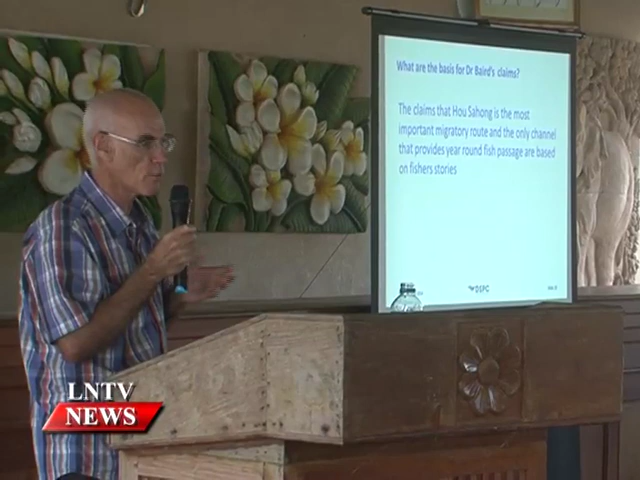 What are the basis for Dr Baird's claims?
The claims that Hou Sahong is the most
important migratory route and the only channel
that provides year round fish passage are based
on fishers stories
DSPC
LNTV
NEWS